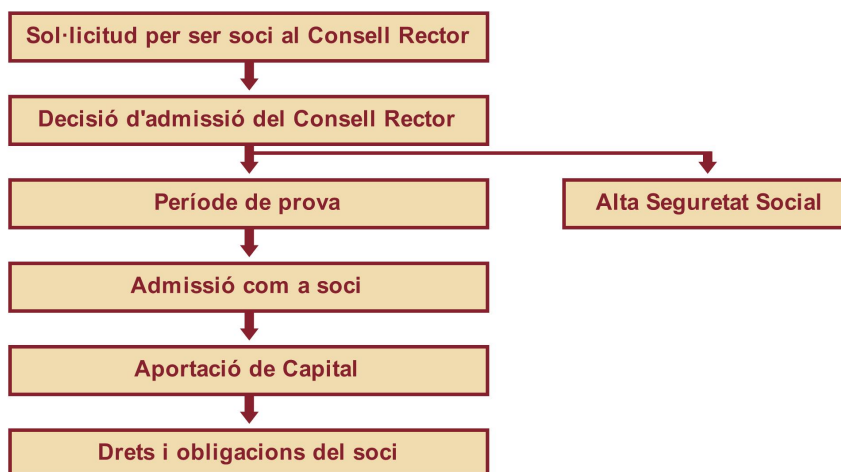 Sol·licitud per ser soci al Consell Rector
Decisió d'admissió del Consell Rector
Període de prova
Alta Seguretat Social
Admissió com a soci
Aportació de Capital
Drets i obligacions del soci